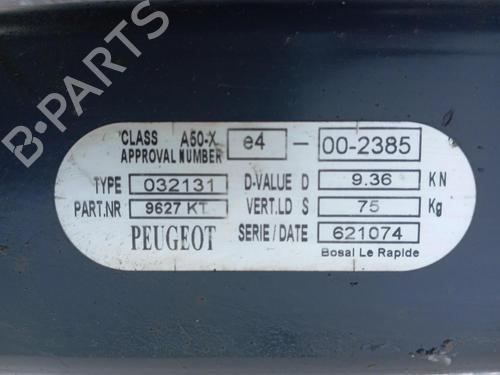 CLASS A50-X e4 - 00-2385
APPROVAL NUMBER
TYPE 032131 D-VALUE D 9.36 KN
PART.NR 9627 KT VERT.LD S 75 Kg
PEUGEOT SERIE/DATE 621074
Bosal Le Rapide
B-PARTS